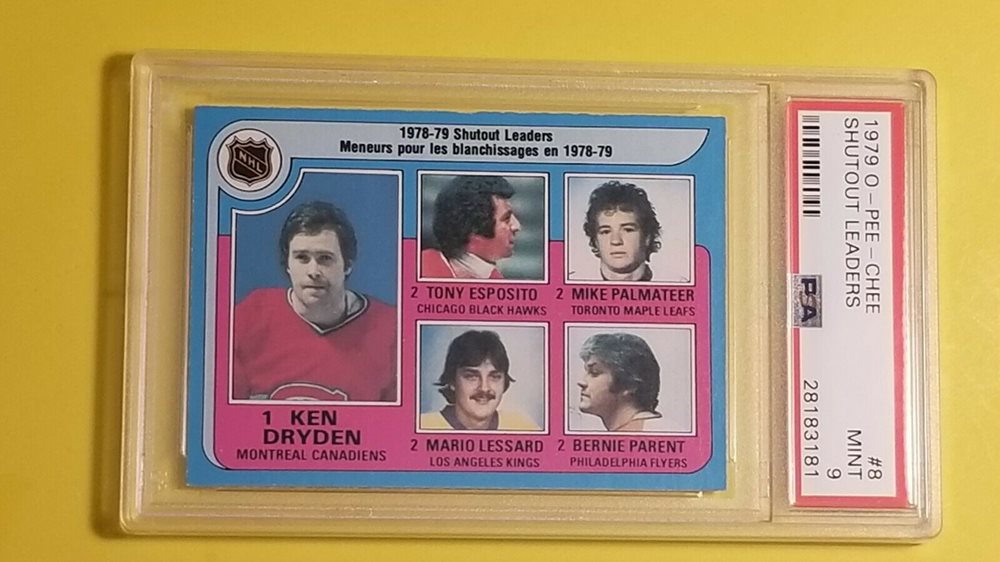 1978-79 Shutout Leaders
Meneurs pour les blanchissages en 1978-79
NHL
1 KEN
DRYDEN
MONTREAL CANADIENS
2 TONY ESPOSITO
CHICAGO BLACK HAWKS
2 MIKE PALMATEER
TORONTO MAPLE LEAFS
2 MARIO LESSARD
LOS ANGELES KINGS
2 BERNIE PARENT
PHILADELPHIA FLYERS
1979 O-PEE-CHEE #8
SHUTOUT LEADERS MINT
9
PSA 28183181